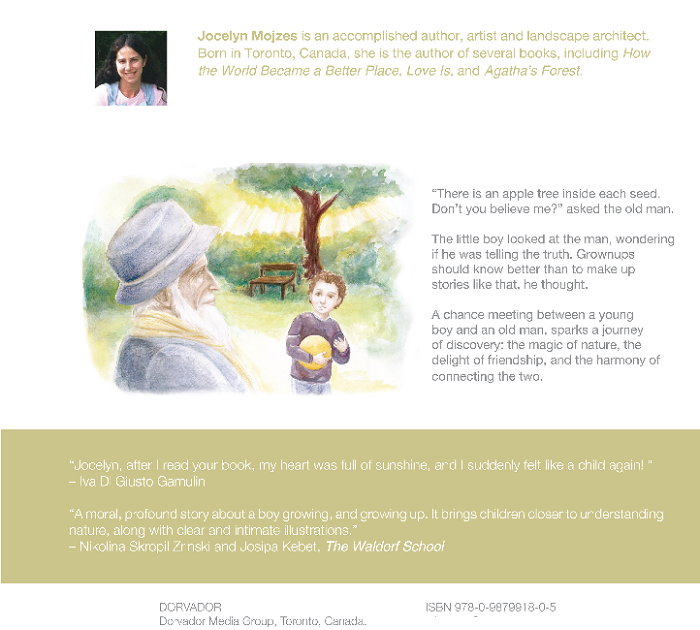 Jocelyn Mojzes is an accomplished author, artist and landscape architect.
Born in Toronto, Canada, she is the author of several books, including How
the World Became a Better Place, Love Is, and Agatha's Forest.
"There is an apple tree inside each seed.
Don't you believe me?" asked the old man.
The little boy looked at the man, wondering
if he was telling the truth. Grownups
should know better than to make up
stories like that, he thought.
A chance meeting between a young
boy and an old man, sparks a journey
of discovery: the magic of nature, the
delight of friendship, and the harmony of
connecting the two.
"Jocelyn, after I read your book, my heart was full of sunshine, and I suddenly felt like a child again! "
– Iva Di Giusto Gamulin
"A moral, profound story about a boy growing, and growing up. It brings children closer to understanding
nature, along with clear and intimate illustrations."
– Nikolina Skropil Zrinski and Josipa Kebet, The Waldorf School
DORVADOR
Dorvador Media Group, Toronto, Canada.
ISBN 978-0-9879918-0-5